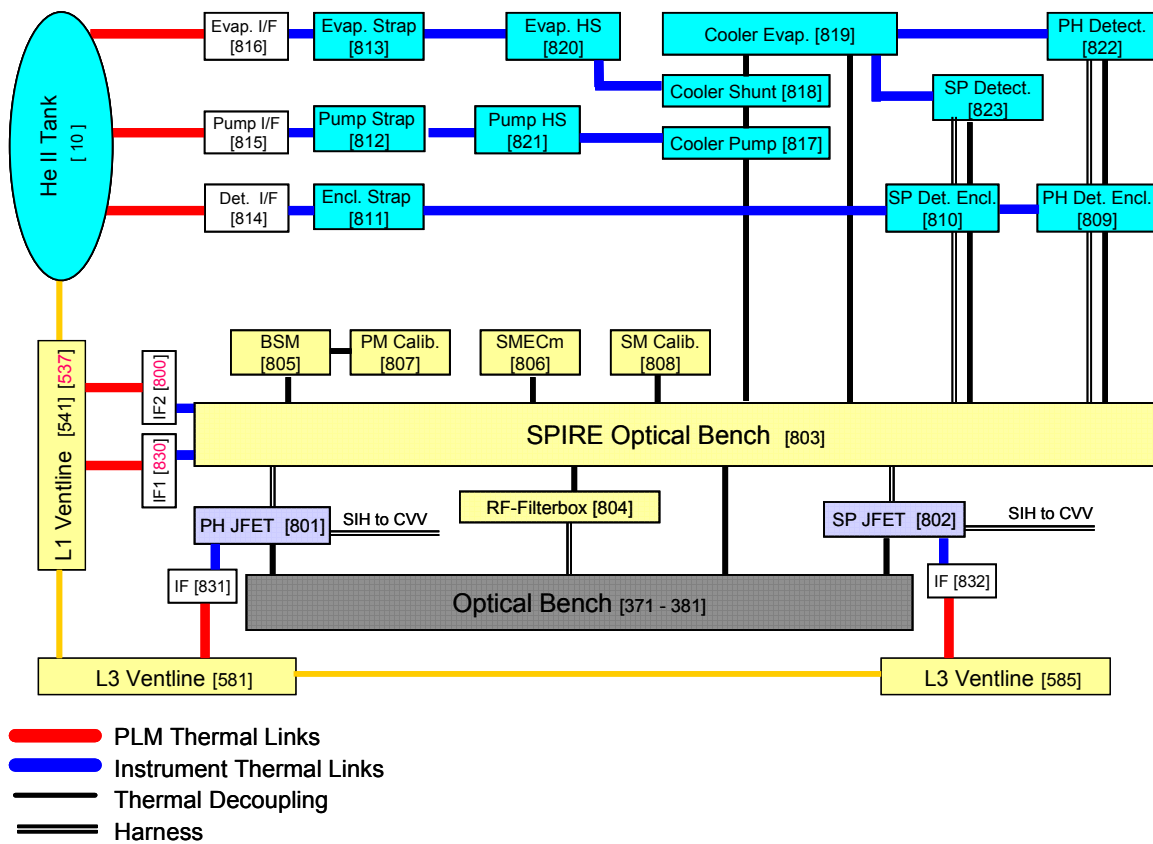 Evap. I/F
[816]
Evap. Strap
[813]
Evap. HS
[820]
Cooler Evap. [819]
PH Detect.
[822]
Cooler Shunt [818]
SP Detect.
[823]
He II Tank
[ 10 ]
Pump I/F
[815]
Pump Strap
[812]
Pump HS
[821]
Cooler Pump [817]
Det. I/F
[814]
Encl. Strap
[811]
SP Det. Encl.
[810]
PH Det. Encl.
[809]
BSM
[805]
PM Calib.
[807]
SMECm
[806]
SM Calib.
[808]
L1 Ventline [541] [537]
IF2 [800]
IF1 [830]
SPIRE Optical Bench [803]
PH JFET [801]
SIH to CVV
RF-Filterbox [804]
SP JFET [802]
SIH to CVV
IF [831]
IF [832]
Optical Bench [371 - 381]
L3 Ventline [581]
L3 Ventline [585]
PLM Thermal Links
Instrument Thermal Links
Thermal Decoupling
Harness